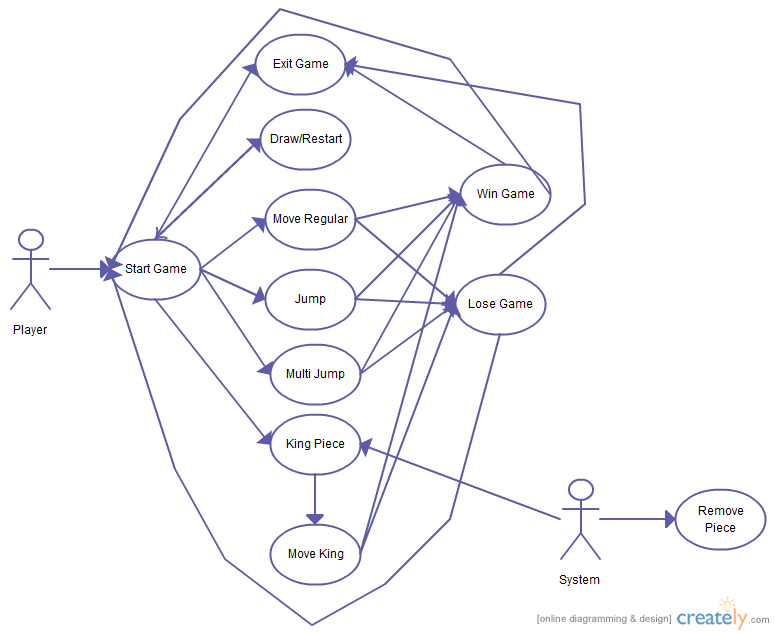 Exit Game
Draw/Restart
Move Regular
Win Game
Start Game
Jump
Lose Game
Player
Multi Jump
King Piece
Remove
Piece
Move King
System
[online diagramming & design] creately.com